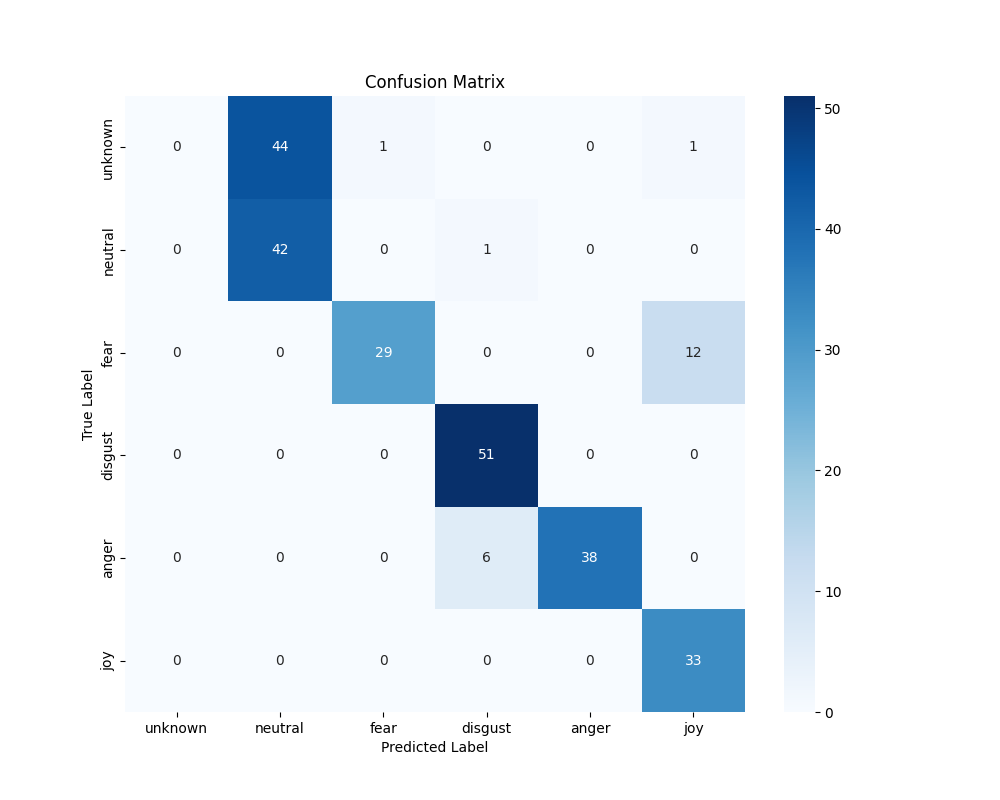 Confusion Matrix
unknown 0 44 1 0 0 1
neutral 0 42 0 1 0 0
fear 0 0 29 0 0 12
disgust 0 0 0 51 0 0
anger 0 0 0 6 38 0
joy 0 0 0 0 0 33
unknown neutral fear disgust anger joy
Predicted Label
True Label
50
40
30
20
10
0